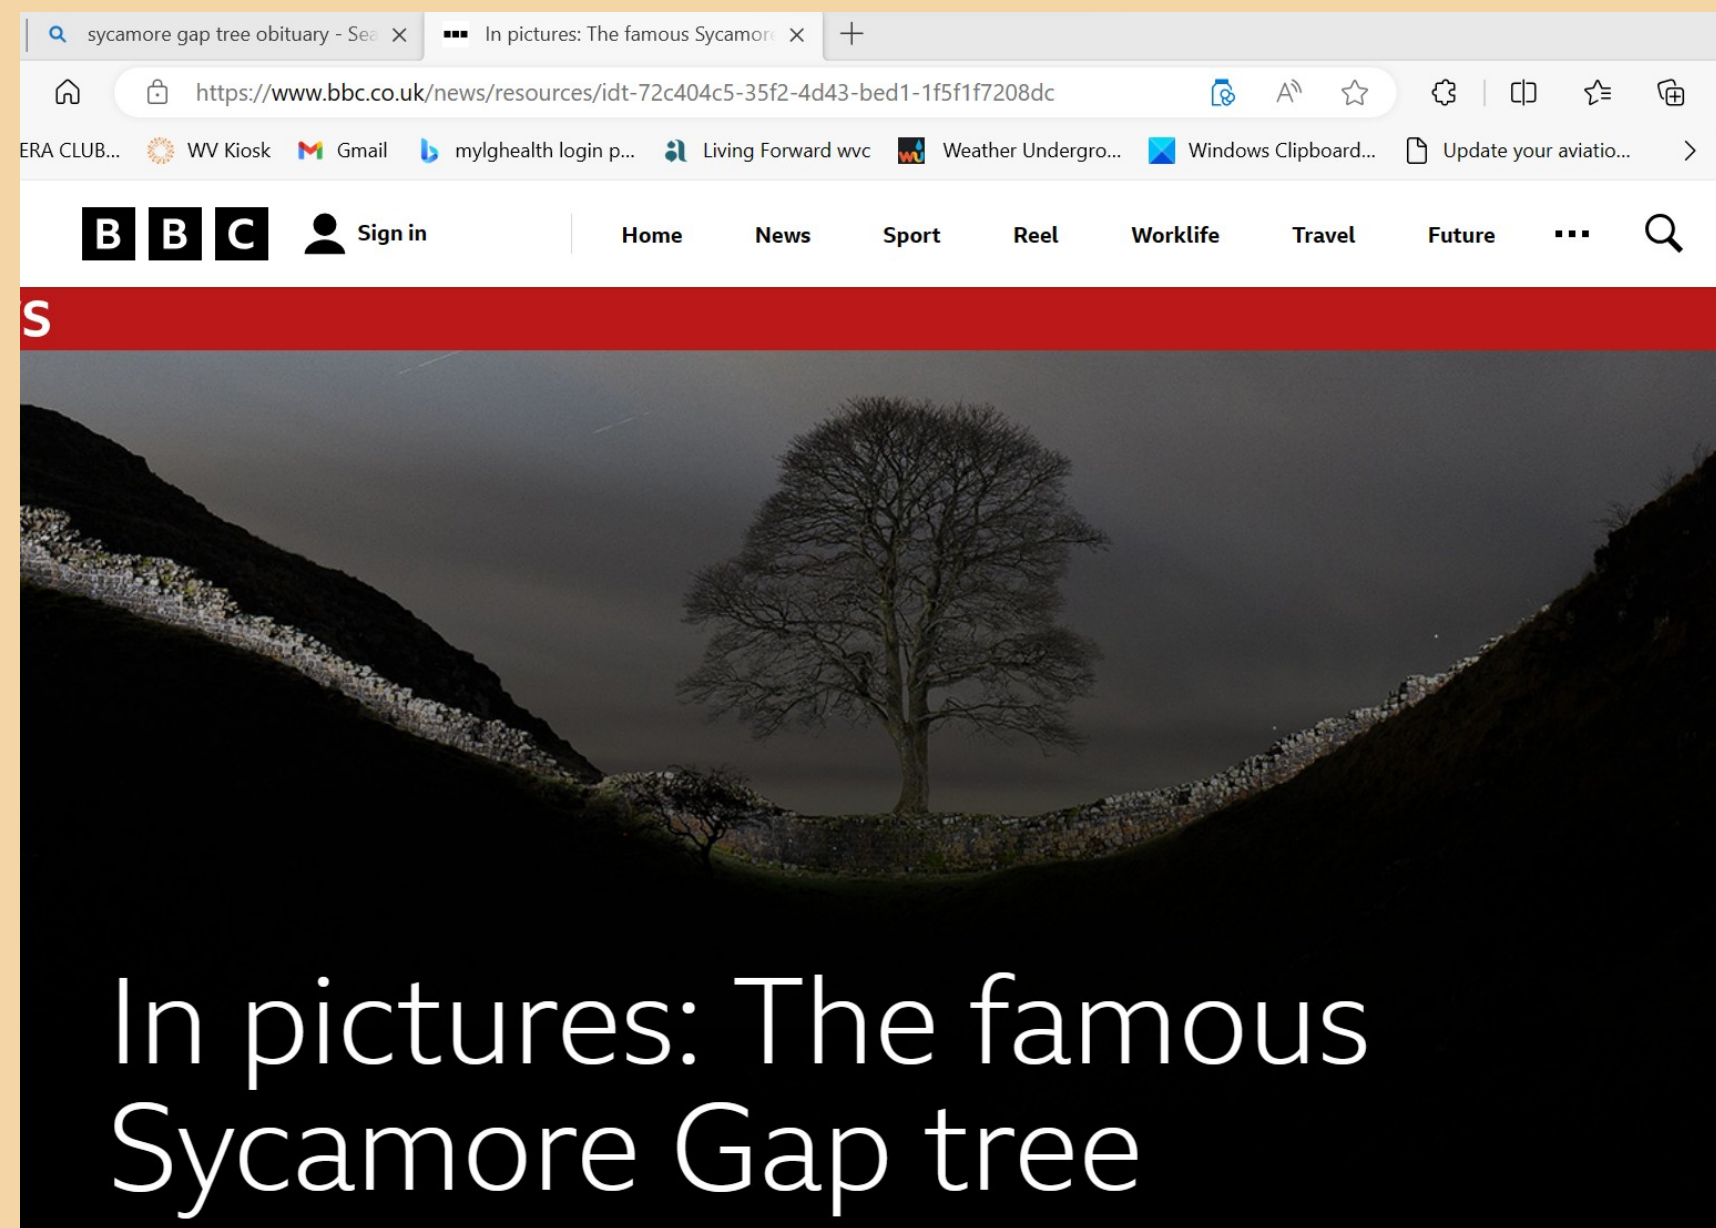 sycamore gap tree obituary - Sea
In pictures: The famous Sycamore
https://www.bbc.co.uk/news/resources/idt-72c404c5-35f2-4d43-bed1-1f5f1f7208dc
ERA CLUB... WV Kiosk Gmail mylghealth login p... Living Forward wvc Weather Undergro... Windows Clipboard... Update your aviatio...
BBC Sign in Home News Sport Reel Worklife Travel Future
S
In pictures: The famous
Sycamore Gap tree